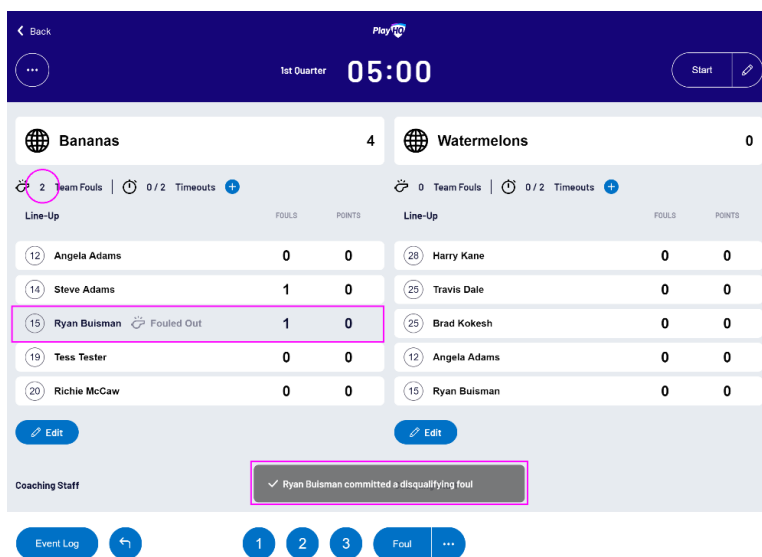 Back
PlayHQ
1st Quarter 05:00
Start
Bananas 4
Watermelons 0
2 Team Fouls | 0/2 Timeouts
0 Team Fouls | 0/2 Timeouts
Line-Up FOULS POINTS
Line-Up FOULS POINTS
12 Angela Adams 0 0
28 Harry Kane 0 0
14 Steve Adams 1 0
25 Travis Dale 0 0
15 Ryan Buisman Fouled Out 1 0
25 Brad Kokesh 0 0
19 Tess Tester 0 0
12 Angela Adams 0 0
20 Richie McCaw 0 0
15 Ryan Buisman 0 0
Edit
Edit
Coaching Staff
Ryan Buisman committed a disqualifying foul
Event Log
1 2 3 Foul ...